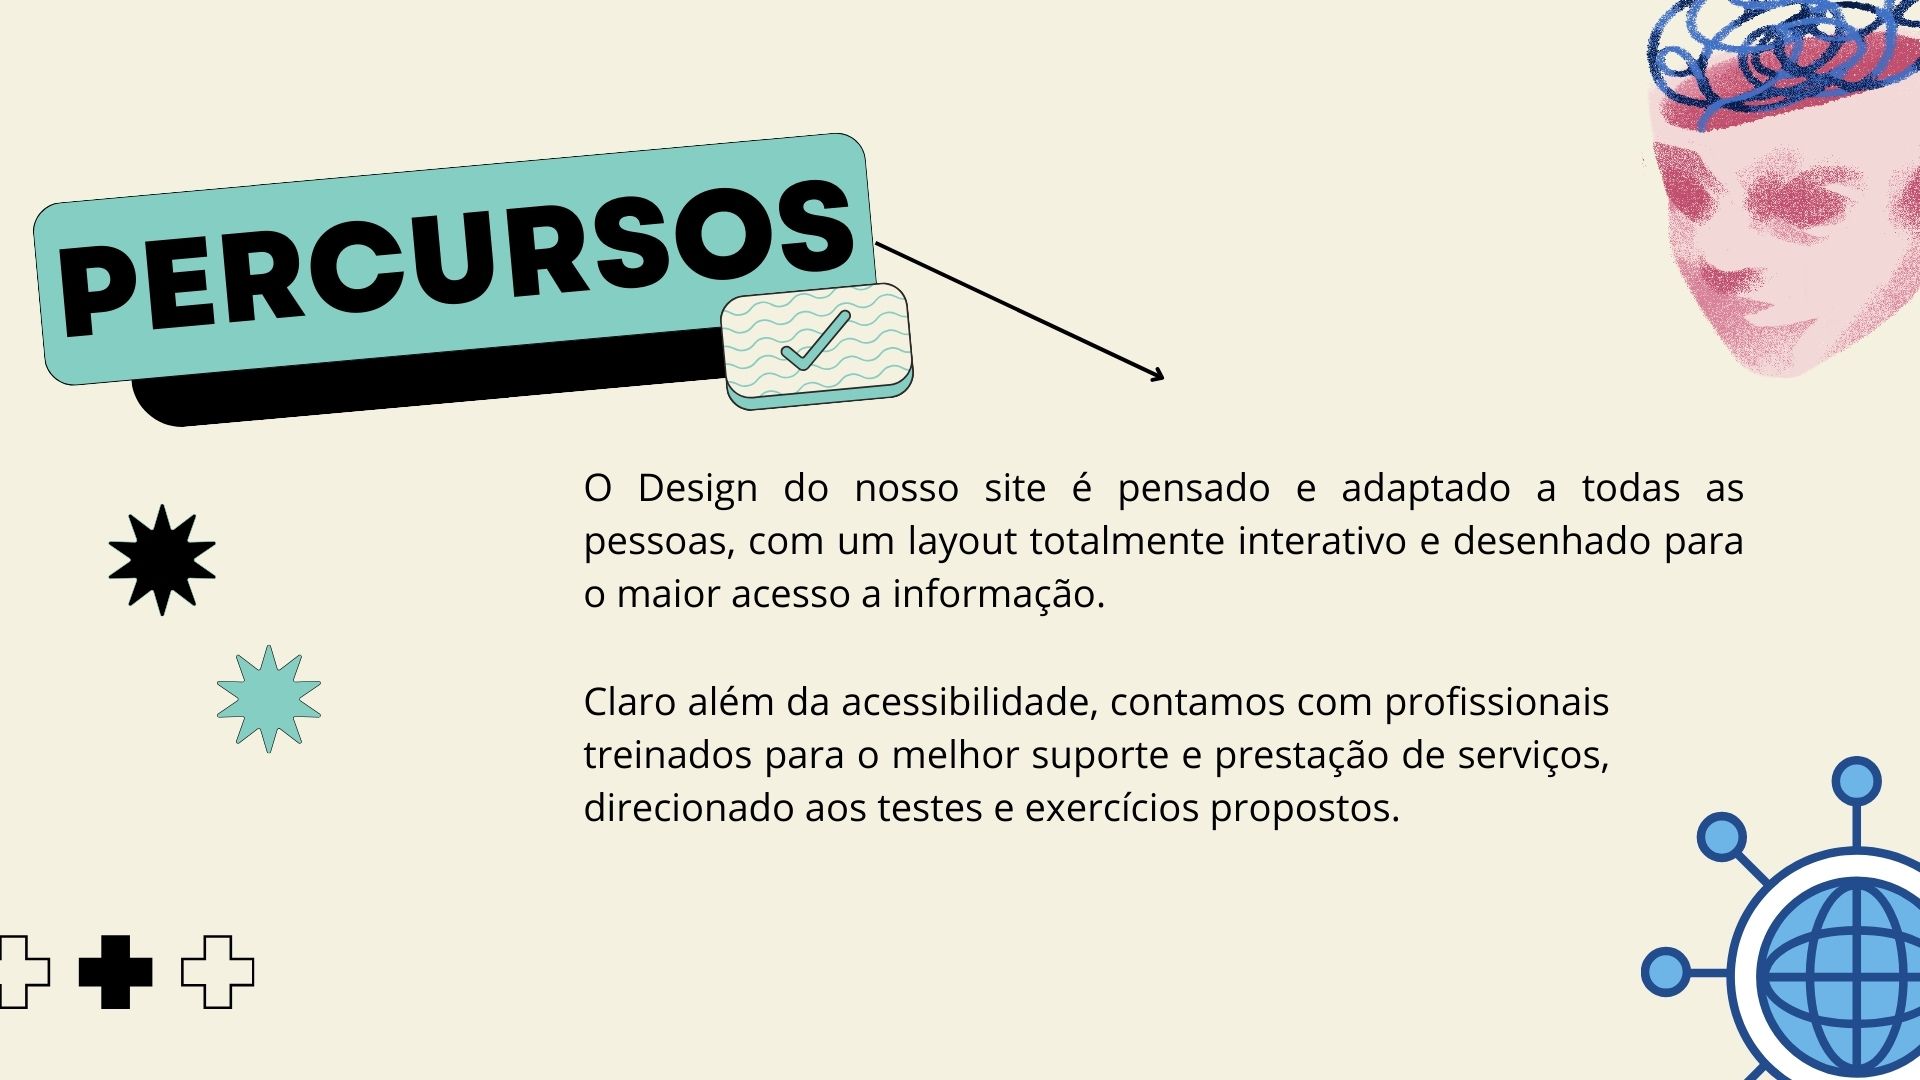 PERCURSOS
O Design do nosso site é pensado e adaptado a todas as
pessoas, com um layout totalmente interativo e desenhado para
o maior acesso a informação.
Claro além da acessibilidade, contamos com profissionais
treinados para o melhor suporte e prestação de serviços,
direcionado aos testes e exercícios propostos.